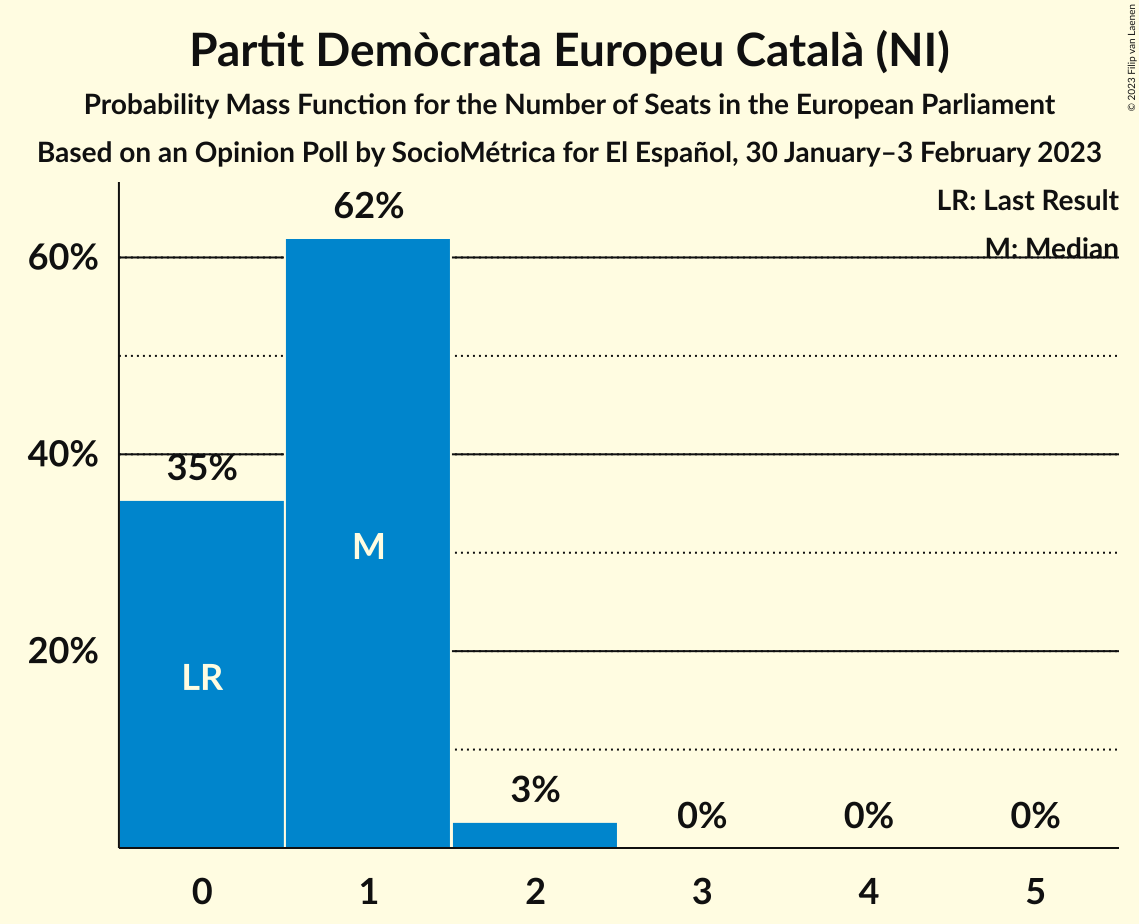 Partit Demòcrata Europeu Català (NI)
Probability Mass Function for the Number of Seats in the European Parliament
Based on an Opinion Poll by SocioMétrica for El Español, 30 January–3 February 2023
© 2023 Filip van Laenen
LR: Last Result
M: Median
62%
60%
40%
35%
M
20%
LR
3%
0%
0%
0%
0
1
2
3
4
5